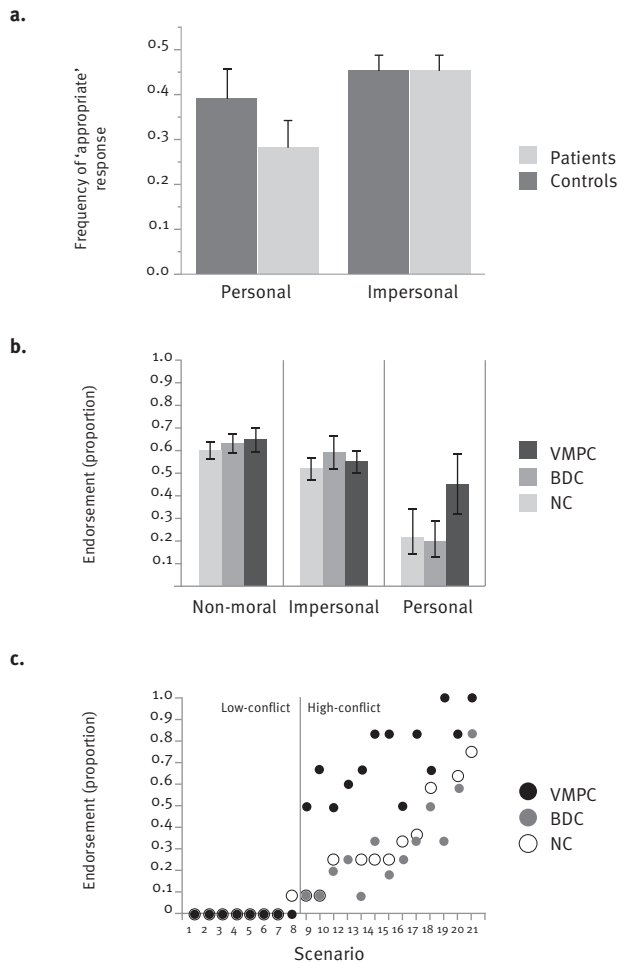 a.
Frequency of ‘appropriate’
response
0.5
0.4
0.3
0.2
0.1
0.0
Personal
Impersonal
Patients
Controls
b.
Endorsement (proportion)
1.0
0.9
0.8
0.7
0.6
0.5
0.4
0.3
0.2
0.1
Non-moral
Impersonal
Personal
VMPC
BDC
NC
c.
Endorsement (proportion)
1.0
0.9
0.8
0.7
0.6
0.5
0.4
0.3
0.2
0.1
0
Low-conflict
High-conflict
1 2 3 4 5 6 7 8 9 10 11 12 13 14 15 16 17 18 19 20 21
Scenario
VMPC
BDC
NC